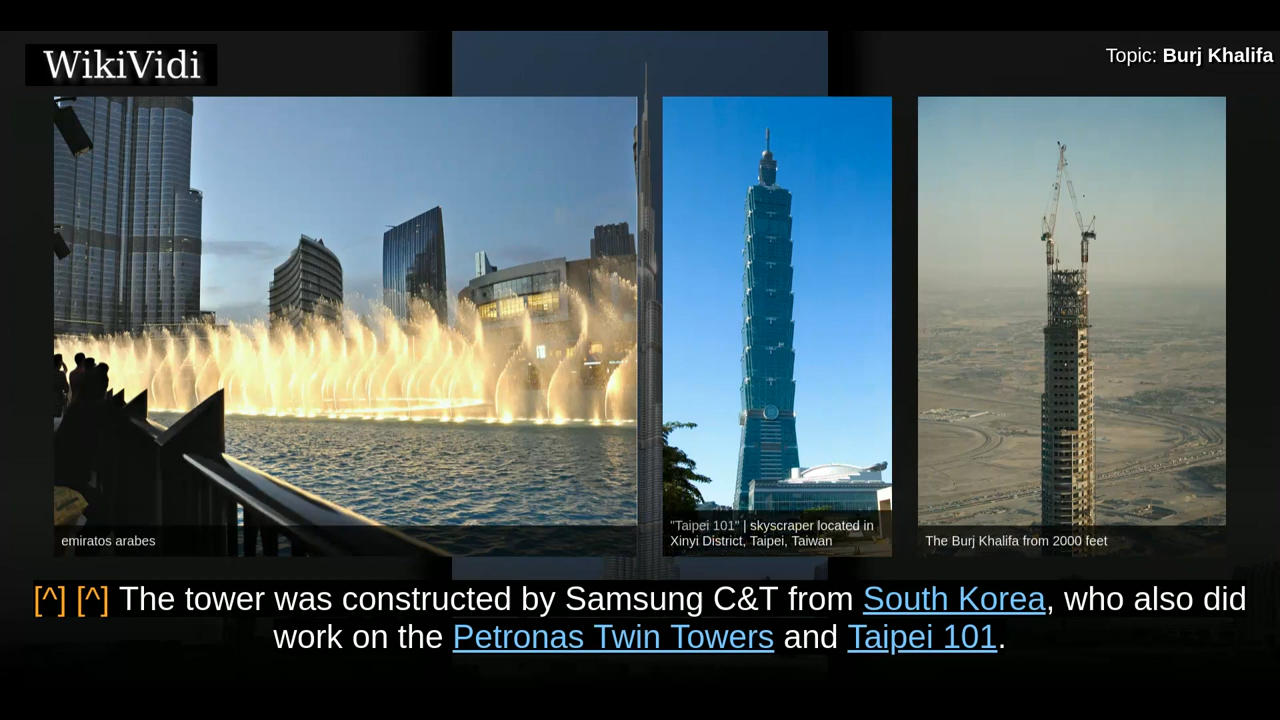 WikiVidi
Topic: Burj Khalifa
emiratos arabes
"Taipei 101" | skyscraper located in
Xinyi District, Taipei, Taiwan
The Burj Khalifa from 2000 feet
[^] [^] The tower was constructed by Samsung C&T from South Korea, who also did
work on the Petronas Twin Towers and Taipei 101.